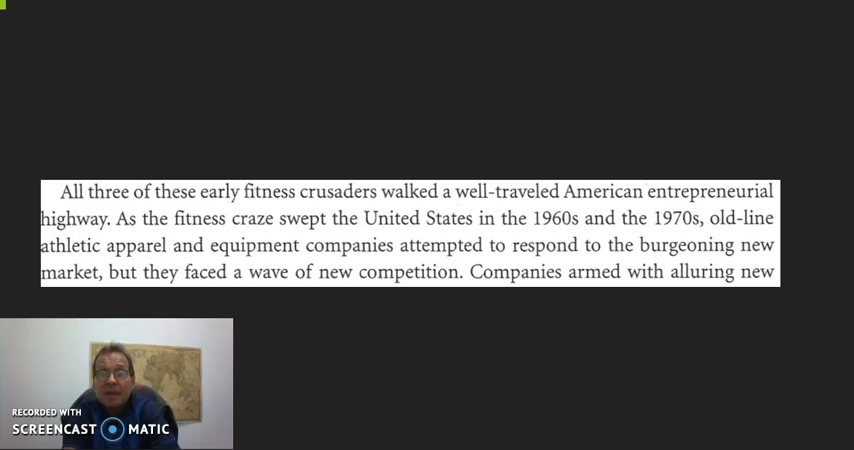 All three of these early fitness crusaders walked a well-traveled American entrepreneurial
highway. As the fitness craze swept the United States in the 1960s and the 1970s, old-line
athletic apparel and equipment companies attempted to respond to the burgeoning new
market, but they faced a wave of new competition. Companies armed with alluring new
RECORDED WITH
SCREENCAST MATIC